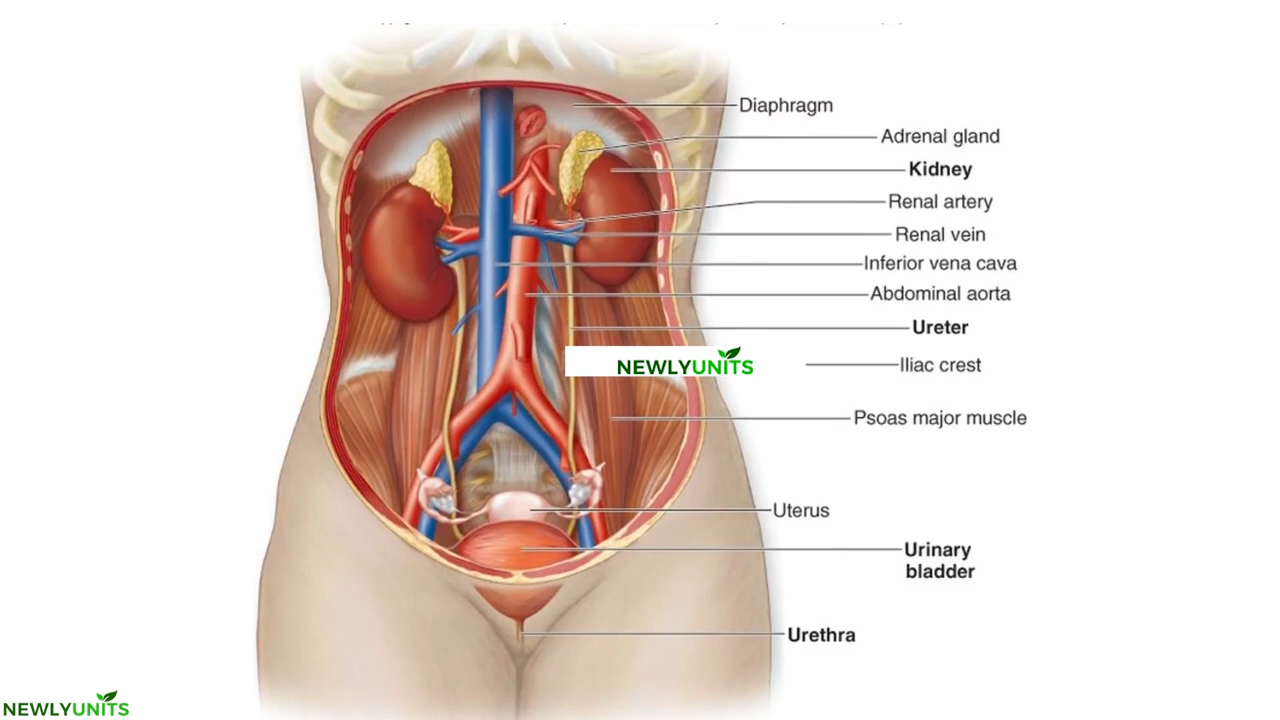 Diaphragm
Adrenal gland
Kidney
Renal artery
Renal vein
Inferior vena cava
Abdominal aorta
Ureter
NEWLYUNITS
Iliac crest
Psoas major muscle
Uterus
Urinary
bladder
Urethra
NEWLYUNITS